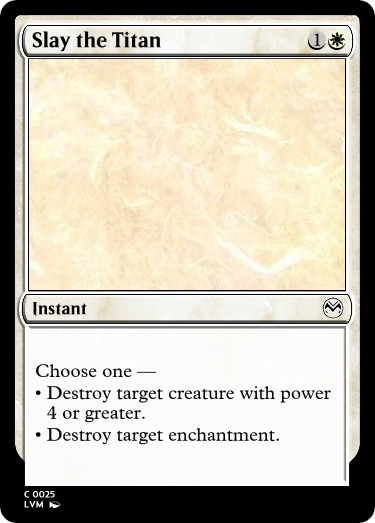 Slay the Titan 1
Instant
Choose one —
• Destroy target creature with power
4 or greater.
• Destroy target enchantment.
C 0025
LVM